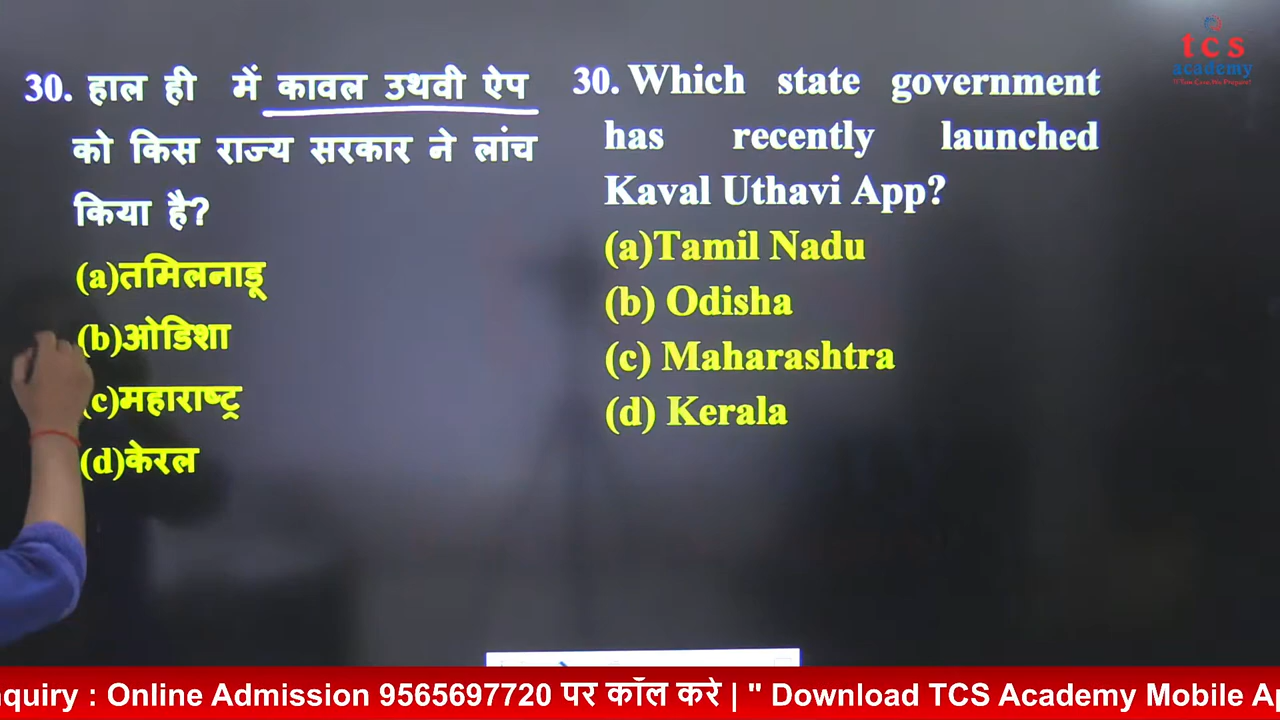 tcs
academy
30. हाल ही में कावल उथवी ऐप
को किस राज्य सरकार ने लांच
किया है?
(a)तमिलनाडू
(b)ओडिशा
(c)महाराष्ट्र
(d)केरल
30. Which state government
has recently launched
Kaval Uthavi App?
(a)Tamil Nadu
(b) Odisha
(c) Maharashtra
(d) Kerala
nquiry : Online Admission 9565697720 पर कॉल करे | " Download TCS Academy Mobile Ap